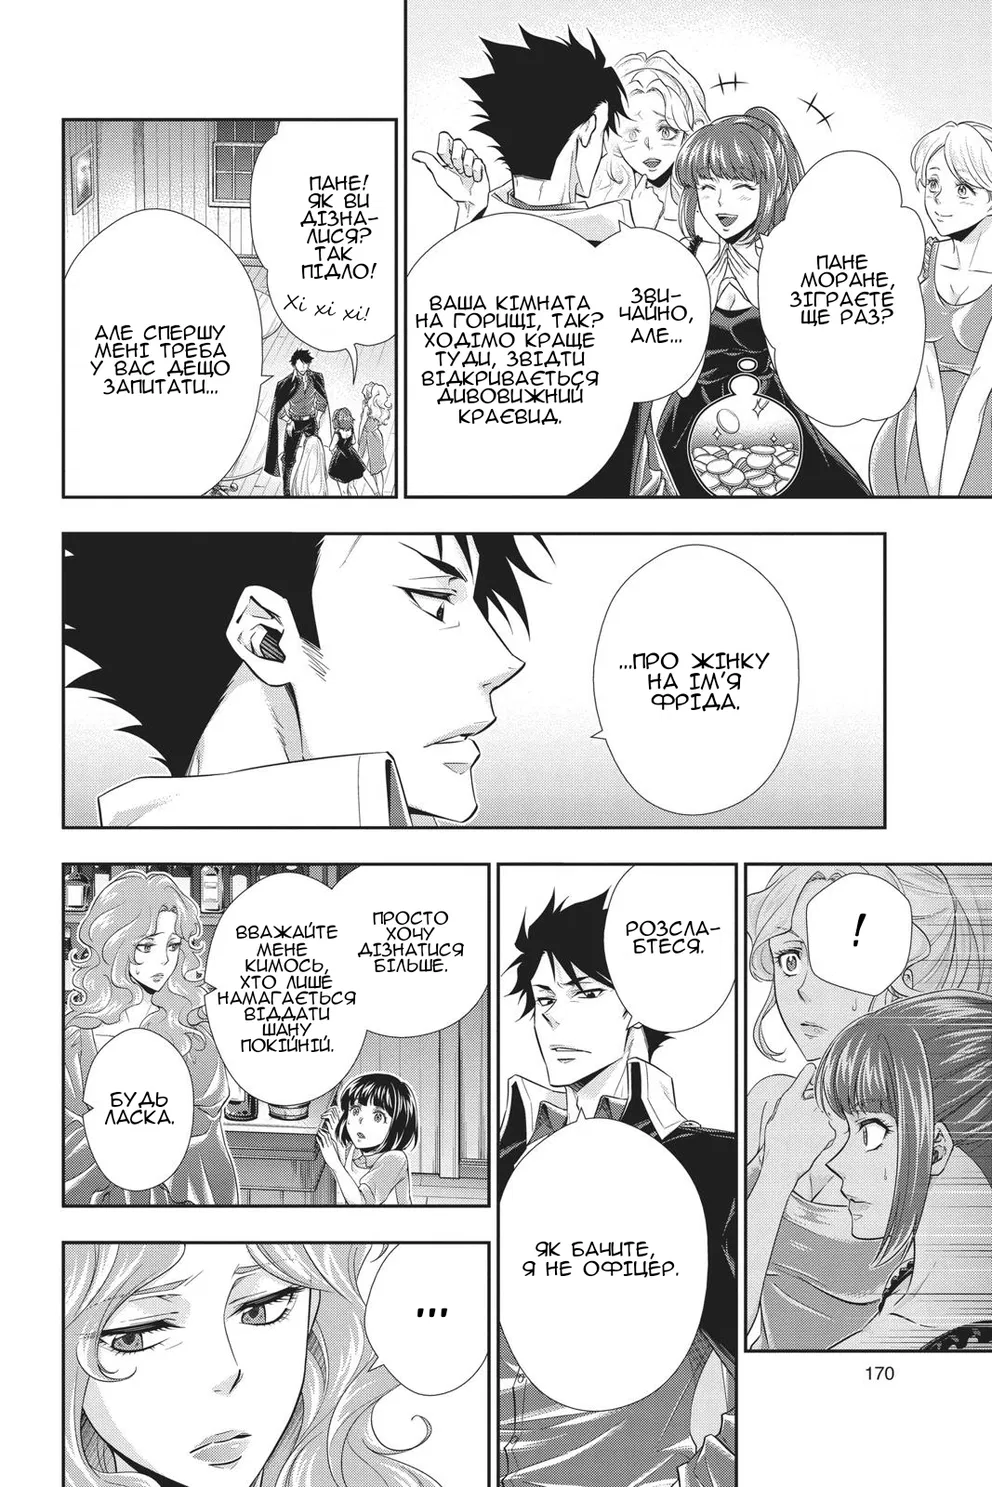 ПАНЕ
МОРАНЕ,
ЗІГРАЄТЕ
ЩЕ РАЗ?
ЗВИ-
ЧАЙНО,
АЛЕ...
ВАША КІМНАТА
НА ГОРИЩІ, ТАК?
ХОДІМО КРАЩЕ
ТУДИ, ЗВІДТИ
ВІДКРИВАЄТЬСЯ
ДИВОВИЖНИЙ
КРАЄВИД.
ПАНЕ!
ЯК ВИ
ДІЗНА-
ЛИСЯ?
ТАК
ПІДЛО!
Хі хі хі!
АЛЕ СПЕРШУ
МЕНІ ТРЕБА
У ВАС ДЕЩО
ЗАПИТАТИ...
...ПРО ЖІНКУ
НА ІМ'Я
ФРІДА.
!
РОЗСЛА-
БТЕСЯ.
ЯК БАЧИТЕ,
Я НЕ ОФІЦЕР.
ПРОСТО
ХОЧУ
ДІЗНАТИСЯ
БІЛЬШЕ.
ВВАЖАЙТЕ
МЕНЕ
КИМОСЬ,
ХТО ЛИШЕ
НАМАГАЄТЬСЯ
ВІДДАТИ
ШАНУ
ПОКІЙНІЙ.
БУДЬ
ЛАСКА.
...
170